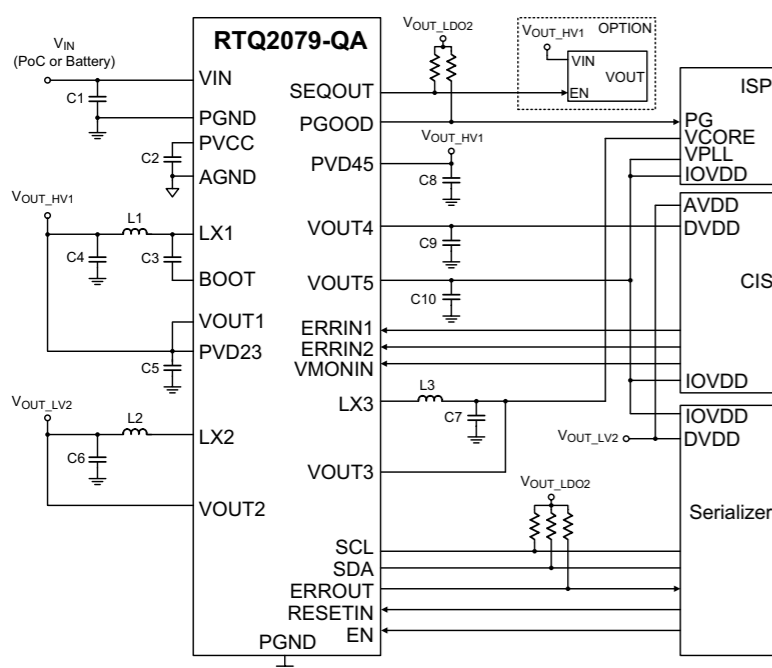 RTQ2079-QA
VIN
(PoC or Battery)
C1
VIN
PGND
C2
PVCC
AGND
VOUT_HV1
L1
C4
C3
LX1
BOOT
VOUT1
PVD23
C5
VOUT_LV2
L2
C6
LX2
VOUT2
PGND
SEQOUT
PGOOD
PVD45
VOUT4
VOUT5
ERRIN1
ERRIN2
VMONIN
LX3
VOUT3
SCL
SDA
ERROUT
RESETIN
EN
VOUT_LDO2
VOUT_HV1
C8
C9
C10
L3
C7
VOUT_LDO2
VOUT_HV1
OPTION
VIN
VOUT
EN
ISP
PG
VCORE
VPLL
IOVDD
AVDD
DVDD
CIS
IOVDD
IOVDD
VOUT_LV2
DVDD
Serializer